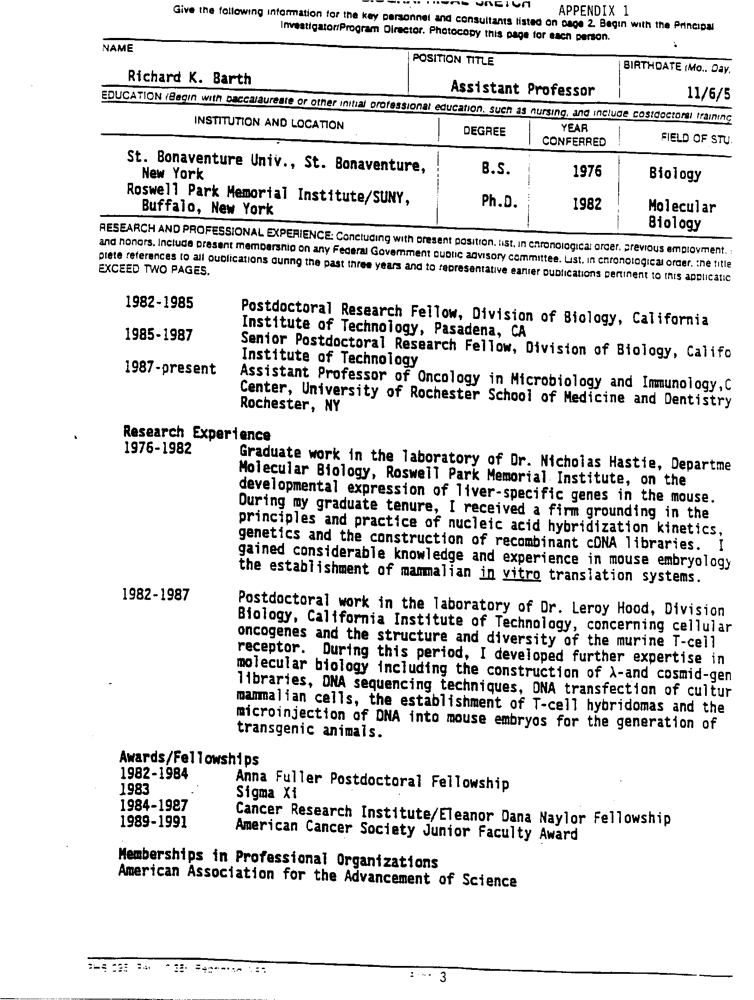 APPENDIX 1
Give the following information for the key personnel and consultants listed on page 2. Begin with the Principal
Investigator/Program Director. Photocopy this page for each person.
NAME
POSITION TITLE
BIRTHDATE (Mo., Day,
Richard K. Barth
Assistant Professor
11/6/5
EDUCATION (Begin with baccalaureate or other initial professional education, such as nursing, and include postdoctoral training
INSTITUTION AND LOCATION
DEGREE
YEAR
CONFERRED
FIELD OF STU
St. Bonaventure Univ., St. Bonaventure,
New York
B.S.
1976
Biology
Roswell Park Memorial Institute/SUNY,
Buffalo, New York
Ph.D.
1982
Molecular
Biology
RESEARCH AND PROFESSIONAL EXPERIENCE: Concluding with present position, list, in chronological order, previous employment,
and honors. Include present membership on any Federal Government public advisory committee. List, in chronological order, the title
plete references to all publications during the past three years and to representative earlier publications pertinent to this applicatio
EXCEED TWO PAGES.
1982-1985 Postdoctoral Research Fellow, Division of Biology, California
Institute of Technology, Pasadena, CA
1985-1987 Senior Postdoctoral Research Fellow, Division of Biology, Califo
Institute of Technology
1987-present Assistant Professor of Oncology in Microbiology and Immunology,C
Center, University of Rochester School of Medicine and Dentistry
Rochester, NY
Research Experience
1976-1982 Graduate work in the laboratory of Dr. Nicholas Hastie, Departme
Molecular Biology, Roswell Park Memorial Institute, on the
developmental expression of liver-specific genes in the mouse.
During my graduate tenure, I received a firm grounding in the
principles and practice of nucleic acid hybridization kinetics,
genetics and the construction of recombinant cDNA libraries. I
gained considerable knowledge and experience in mouse embryology
the establishment of mammalian in vitro translation systems.
1982-1987 Postdoctoral work in the laboratory of Dr. Leroy Hood, Division
Biology, California Institute of Technology, concerning cellular
oncogenes and the structure and diversity of the murine T-cell
receptor. During this period, I developed further expertise in
molecular biology including the construction of λ-and cosmid-gen
libraries, DNA sequencing techniques, DNA transfection of cultur
mammalian cells, the establishment of T-cell hybridomas and the
microinjection of DNA into mouse embryos for the generation of
transgenic animals.
Awards/Fellowships
1982-1984 Anna Fuller Postdoctoral Fellowship
1983 Sigma Xi
1984-1987 Cancer Research Institute/Eleanor Dana Naylor Fellowship
1989-1991 American Cancer Society Junior Faculty Award
Memberships in Professional Organizations
American Association for the Advancement of Science
3